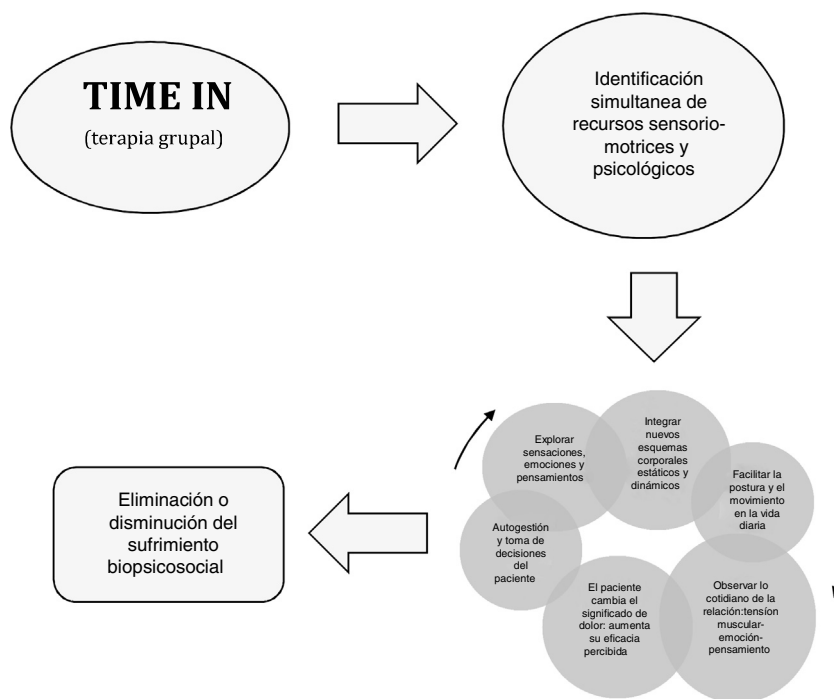 TIME IN
(terapia grupal)
Identificación
simultanea de
recursos sensorio-
motrices y
psicológicos
Integrar
nuevos
esquemas
corporales
estáticos y
dinámicos
Explorar
sensaciones,
emociones y
pensamientos
Facilitar la
postura y el
movimiento
en la vida
diaria
Eliminación o
disminución del
sufrimiento
biopsicosocial
Autogestión
y toma de
decisiones
del
paciente
El paciente
cambia el
significado de
dolor: aumenta
su eficacia
percibida
Observar lo
cotidiano de la
relación:tensíon
muscular-
emoción-
pensamiento